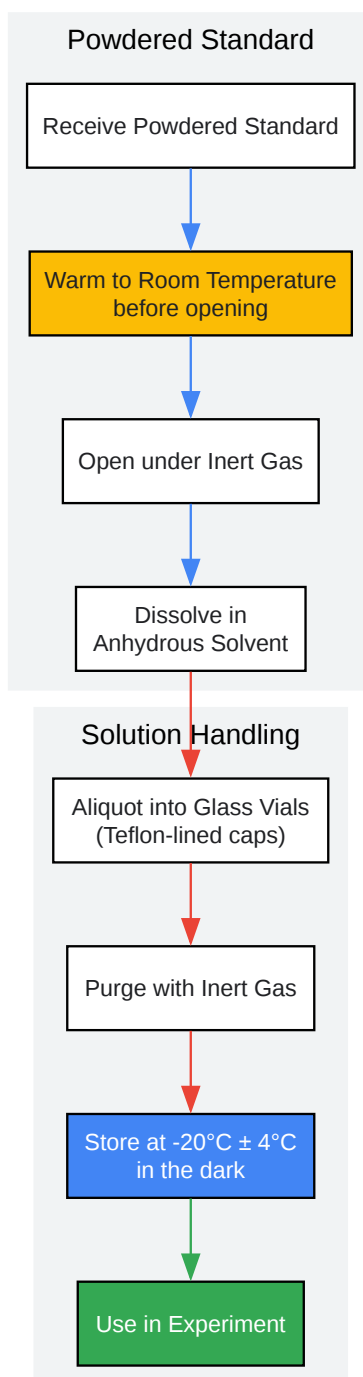 Powdered Standard
Receive Powdered Standard
Warm to Room Temperature
before opening
Open under Inert Gas
Dissolve in
Anhydrous Solvent
Solution Handling
Aliquot into Glass Vials
(Teflon-lined caps)
Purge with Inert Gas
Store at -20°C ± 4°C
in the dark
Use in Experiment